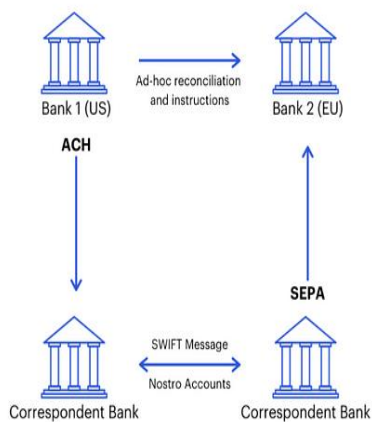 Ad-hoc reconciliation
and instructions
Bank 1 (US)
Bank 2 (EU)
ACH
SEPA
SWIFT Message
Nostro Accounts
Correspondent Bank
Correspondent Bank